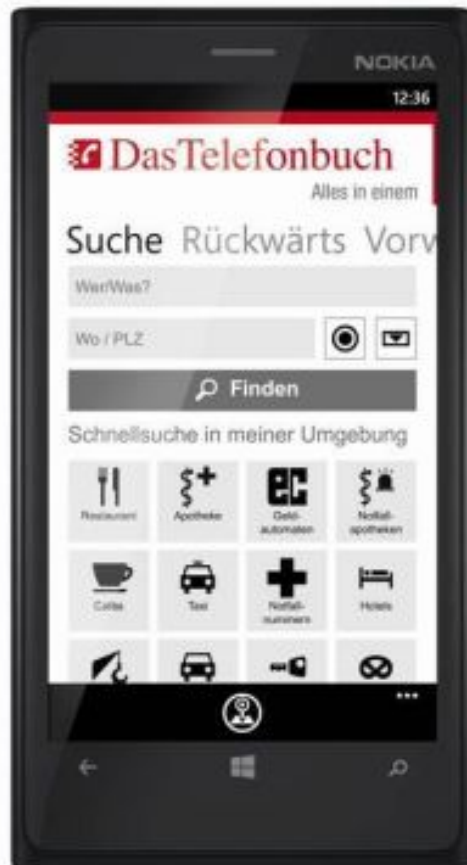 NOKIA
12:36
DasTelefonbuch
Alles in einem
Suche Rückwärts Vorw
Wer/Was?
Wo / PLZ
Finden
Schnellsuche in meiner Umgebung
Restaurant Apotheke Geld-automaten Notfall-apotheken
Cafés Taxi Notfall-nummern Hotels